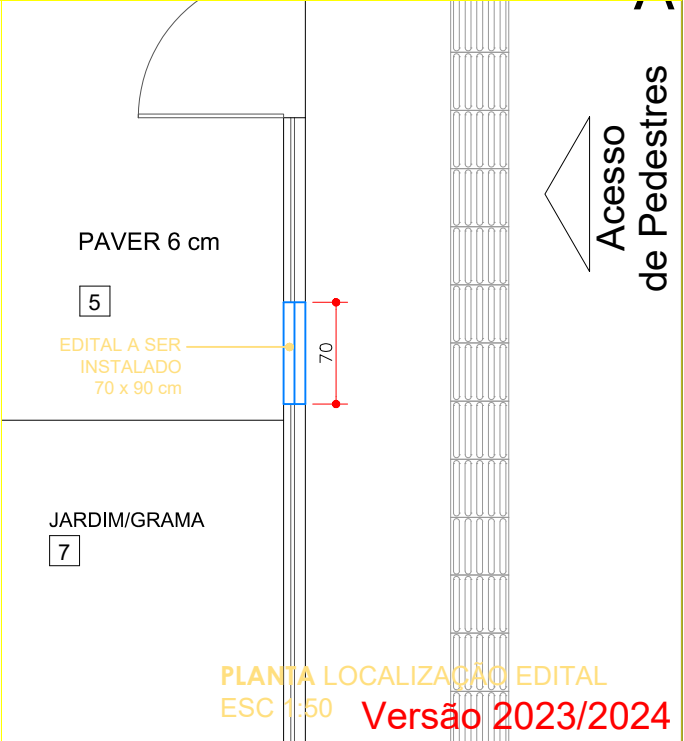 Acesso
de Pedestres
PAVER 6 cm
5
EDITAL A SER
INSTALADO
70 x 90 cm
70
JARDIM/GRAMA
7
PLANTA LOCALIZAÇÃO EDITAL
ESC 1:50
Versão 2023/2024